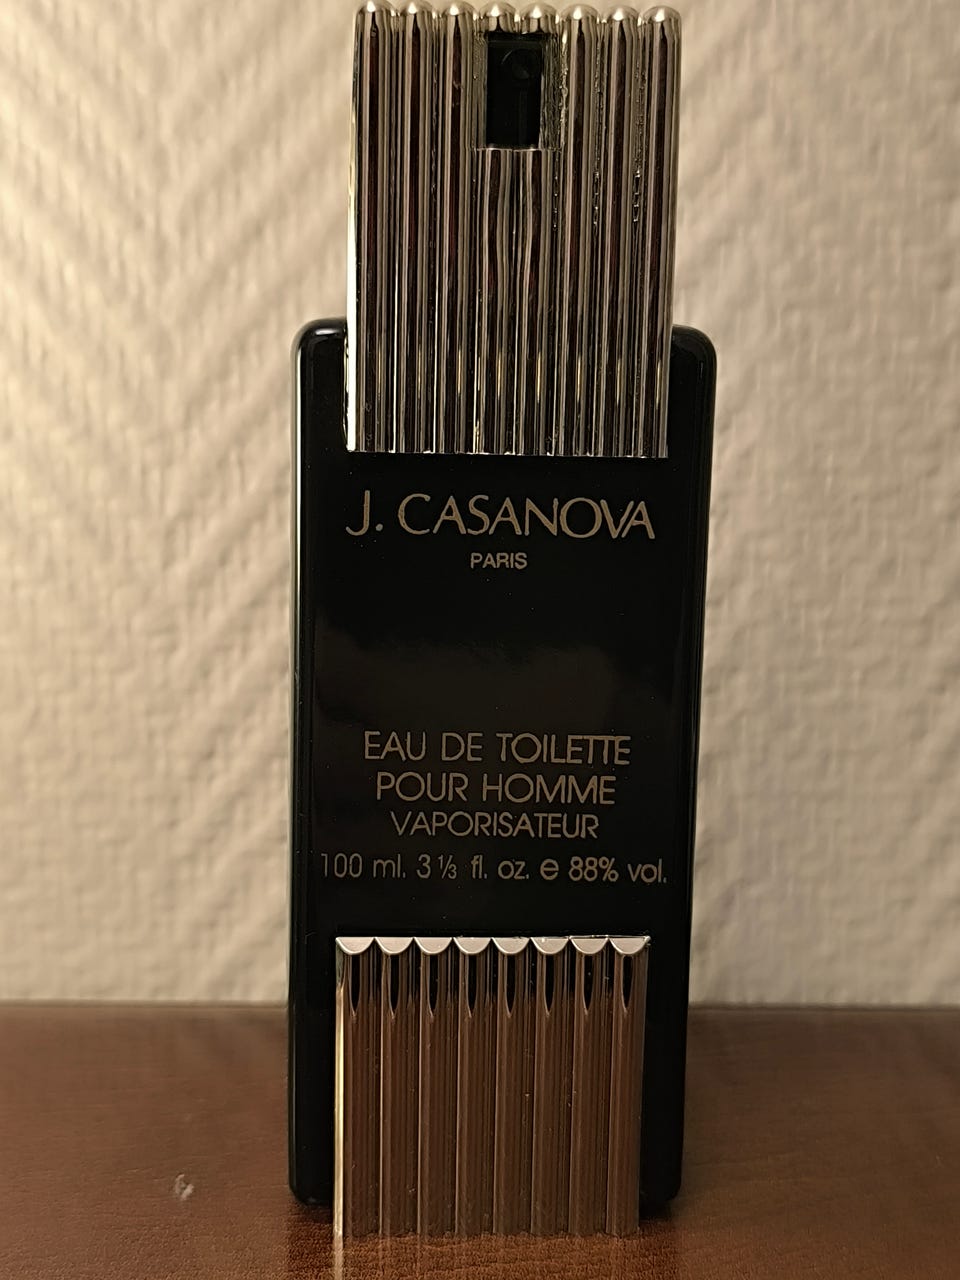 J. CASANOVA
PARIS
EAU DE TOILETTE
POUR HOMME
VAPORISATEUR
100 ml. 3 ⅓ fl. oz. e 88% vol.